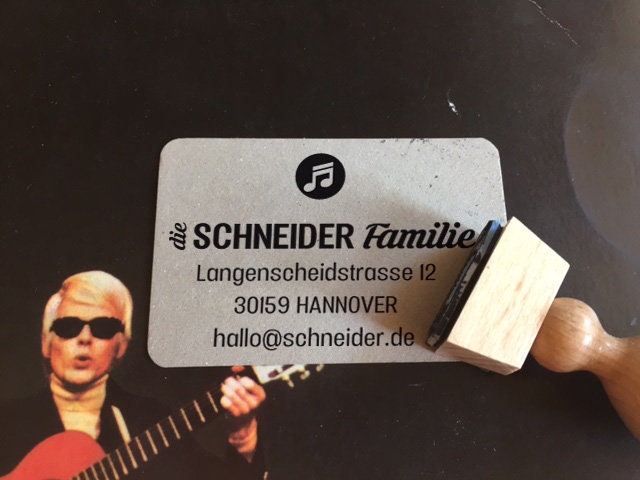 die SCHNEIDER Familie
Langenscheidstrasse 12
30159 HANNOVER
hallo@schneider.de